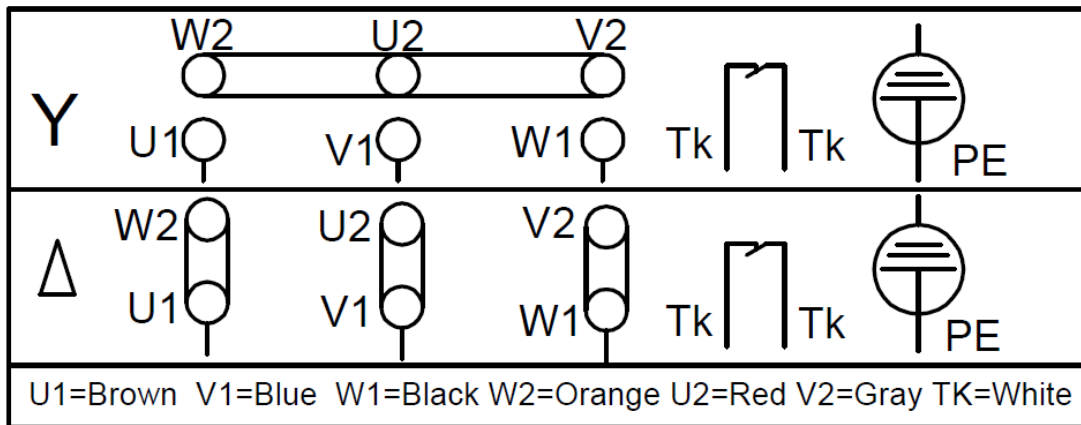 W2 U2 V2
Y U1 V1 W1 Tk Tk PE
W2 U2 V2
Δ U1 V1 W1 Tk Tk PE
U1=Brown V1=Blue W1=Black W2=Orange U2=Red V2=Gray TK=White